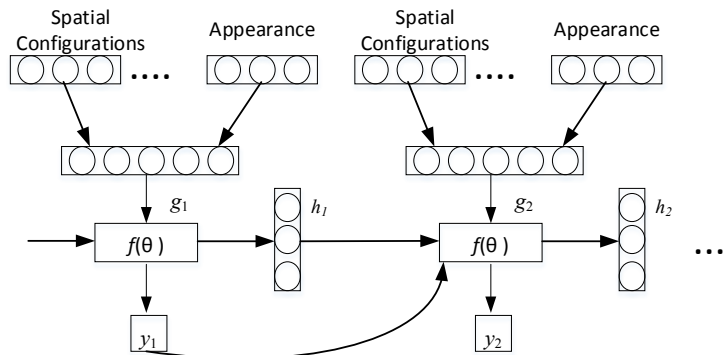 Spatial
Configurations
Appearance
Spatial
Configurations
Appearance
....
....
g1
h1
g2
h2
f(θ )
f(θ )
...
y1
y2